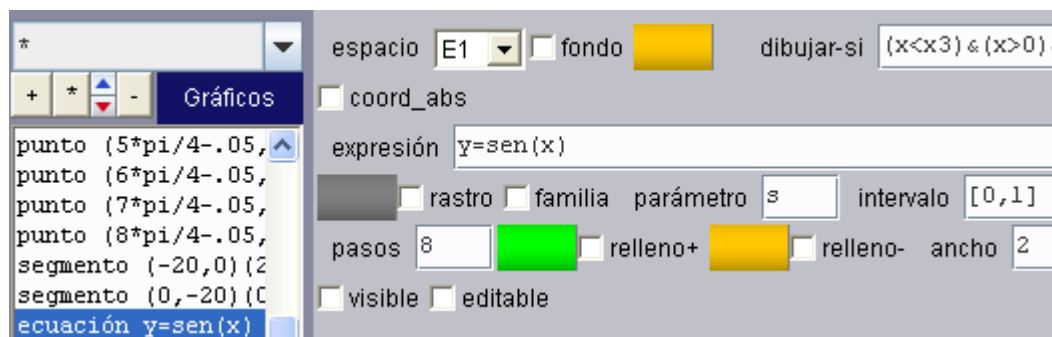 *
+ * - Gráficos
punto (5*pi/4-.05,
punto (6*pi/4-.05,
punto (7*pi/4-.05,
punto (8*pi/4-.05,
segmento (-20,0)(2
segmento (0,-20)(0
ecuación y=sen(x)
espacio E1 fondo dibujar-si (x<x3)&(x>0)&
coord_abs
expresión y=sen(x)
rastro familia parámetro s intervalo [0,1]
pasos 8 relleno+ relleno- ancho 2
visible editable